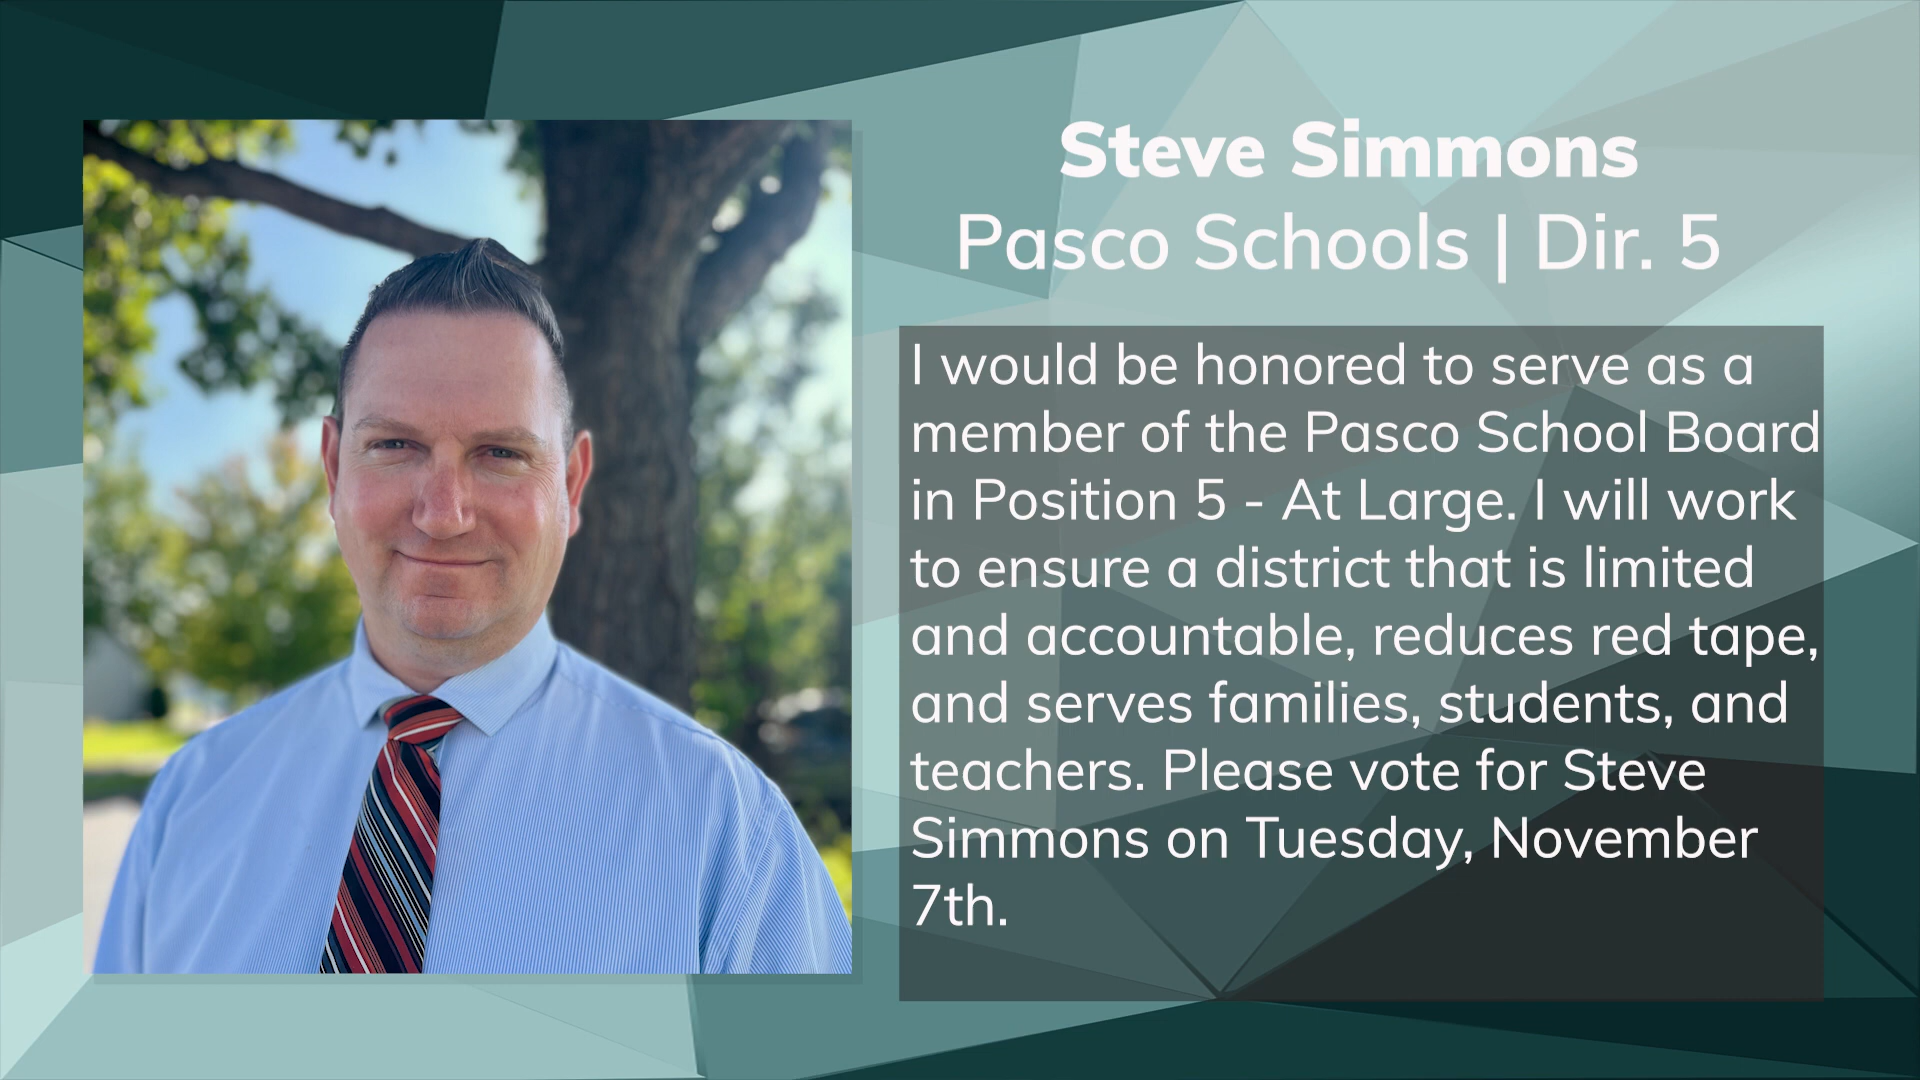 Steve Simmons
Pasco Schools | Dir. 5
I would be honored to serve as a
member of the Pasco School Board
in Position 5 - At Large. I will work
to ensure a district that is limited
and accountable, reduces red tape,
and serves families, students, and
teachers. Please vote for Steve
Simmons on Tuesday, November
7th.